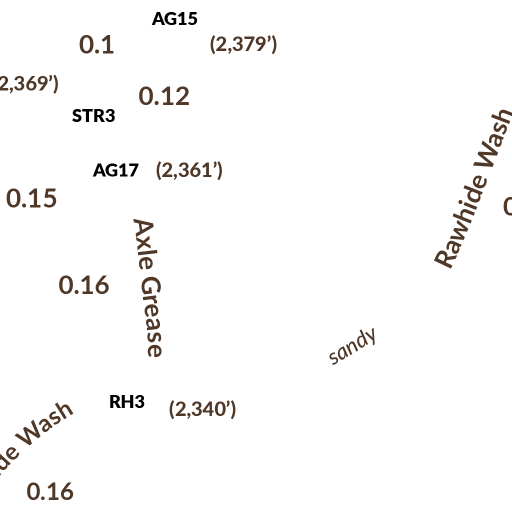 AG15
0.1
(2,379’)
2,369’)
0.12
STR3
AG17
(2,361’)
0.15
Rawhide Wash
Axle Grease
0.16
sandy
RH3
(2,340’)
Wash
0.16